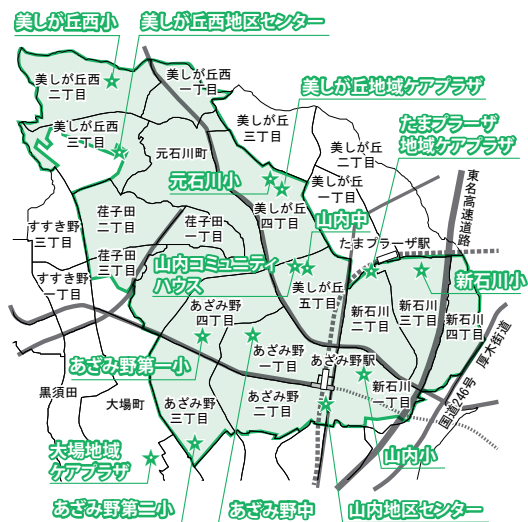 美しが丘西小
美しが丘西地区センター
美しが丘西
二丁目
美しが丘西
一丁目
美しが丘地域ケアプラザ
美しが丘西
三丁目
美しが丘
三丁目
たまプラーザ
地域ケアプラザ
元石川町
美しが丘
二丁目
元石川小
美しが丘
一丁目
東名高速道路
荏子田
二丁目
荏子田
一丁目
美しが丘
四丁目
山内中
すすき野
三丁目
たまプラーザ駅
荏子田
三丁目
山内コミュニティ
ハウス
すすき野
一丁目
美しが丘
五丁目
新石川小
あざみ野
四丁目
新石川
二丁目
新石川
三丁目
新石川
四丁目
あざみ野
一丁目
あざみ野駅
厚木街道
国道246号
あざみ野第一小
黒須田
大場町
あざみ野
三丁目
あざみ野
二丁目
新石川
一丁目
大場地域
ケアプラザ
山内小
あざみ野第二小
あざみ野中
山内地区センター